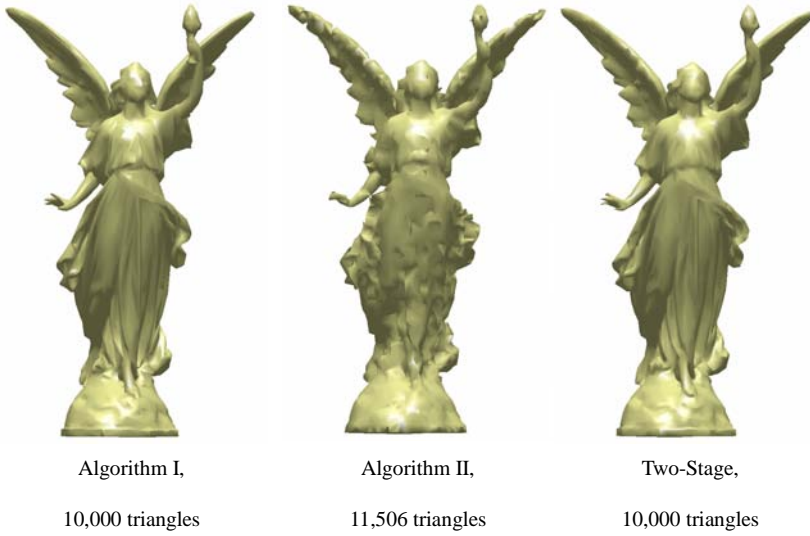 Algorithm I,
10,000 triangles
Algorithm II,
11,506 triangles
Two-Stage,
10,000 triangles